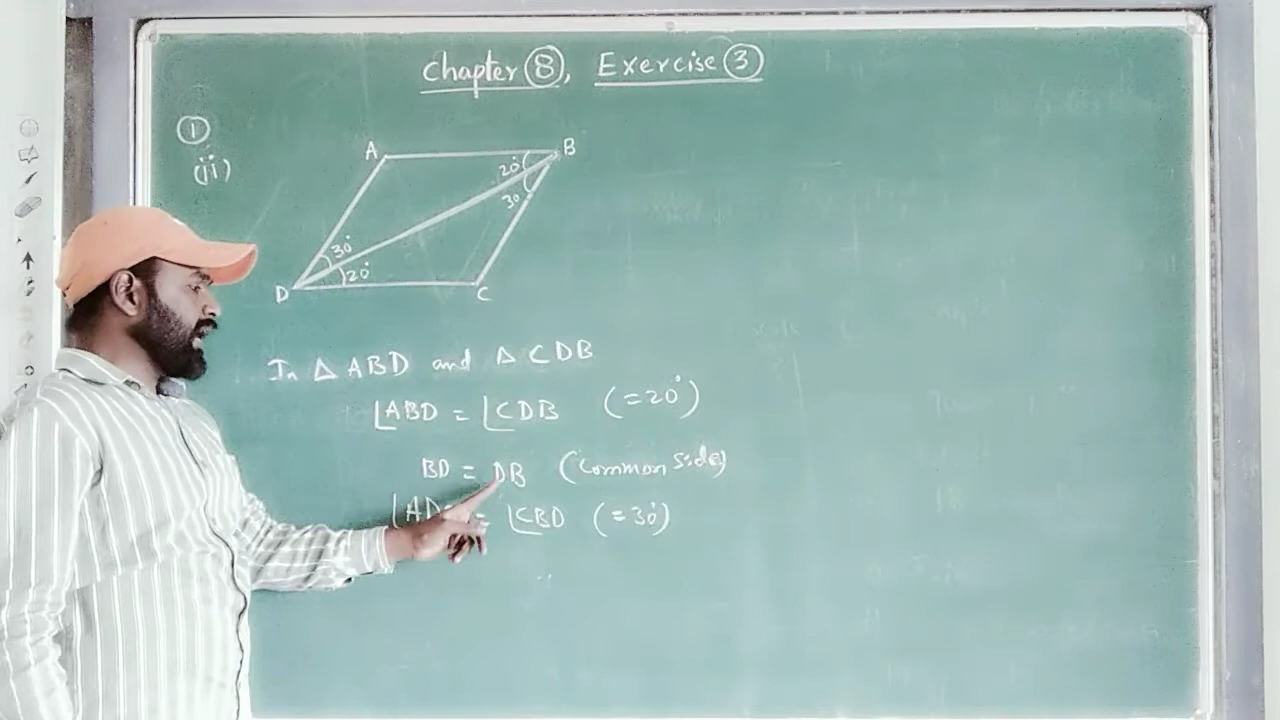 Chapter 8, Exercise 3
1
(ii)
A
B
20°
30
30°
20°
D
C
In △ ABD and △ CDB
∠ABD = ∠CDB (=20°)
BD = DB (common side)
∠AD = ∠CBD (=30°)